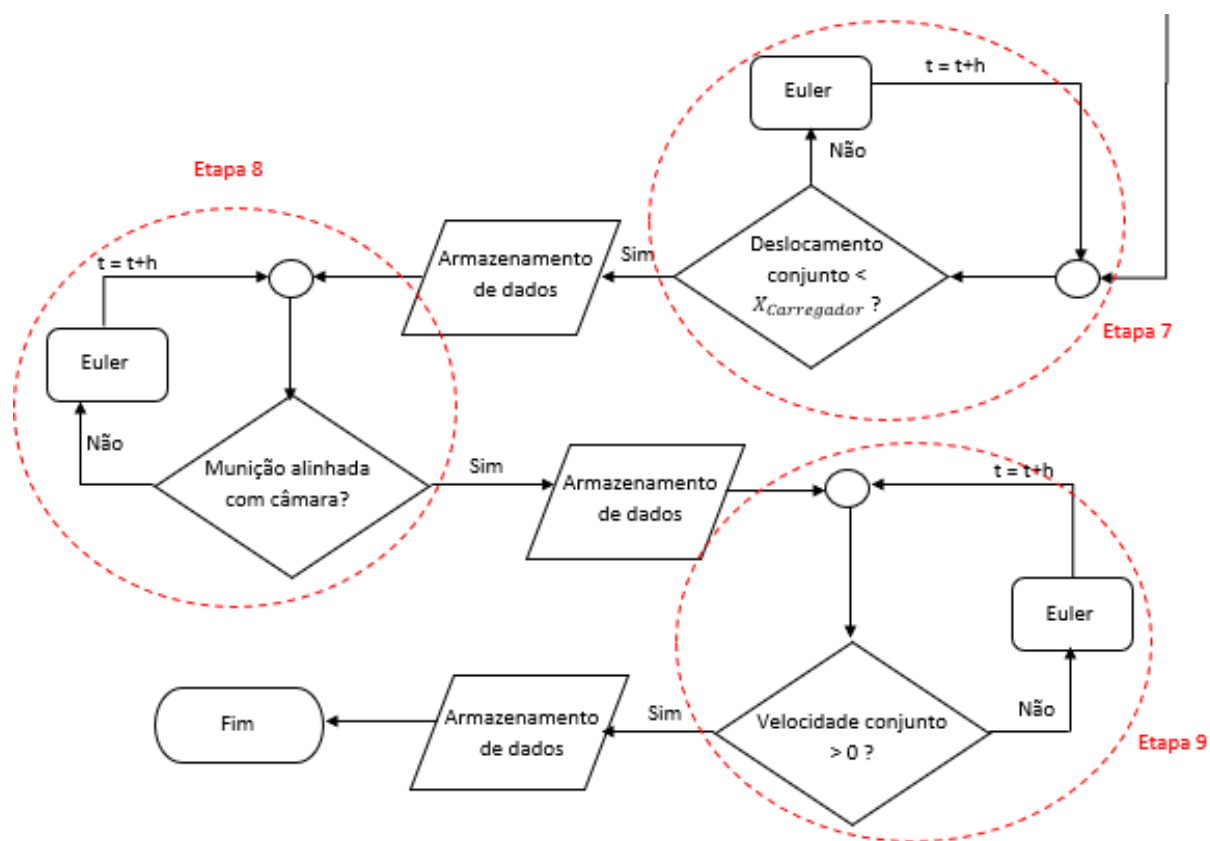 t = t+h
Euler
Não
Deslocamento
conjunto <
X_Carregador ?
Etapa 7
Sim
Armazenamento
de dados
Etapa 8
t = t+h
Euler
Não
Munição alinhada
com câmara?
Sim
Armazenamento
de dados
t = t+h
Euler
Não
Velocidade conjunto
> 0 ?
Etapa 9
Sim
Armazenamento
de dados
Fim